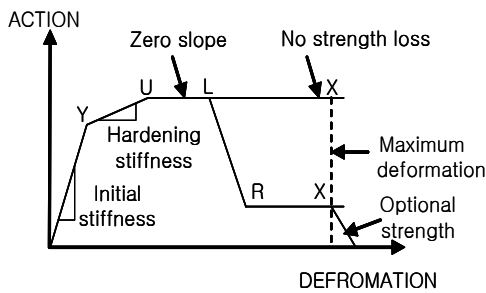 ACTION
Zero slope
No strength loss
U
L
X
Y
Hardening
stiffness
Maximum
deformation
Initial
stiffness
R
X
Optional
strength
DEFROMATION